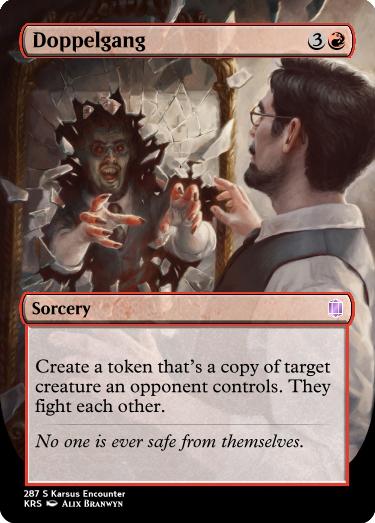 Doppelgang 3
Sorcery
Create a token that's a copy of target
creature an opponent controls. They
fight each other.
No one is ever safe from themselves.
287 S Karsus Encounter
KRS Alix Branwyn